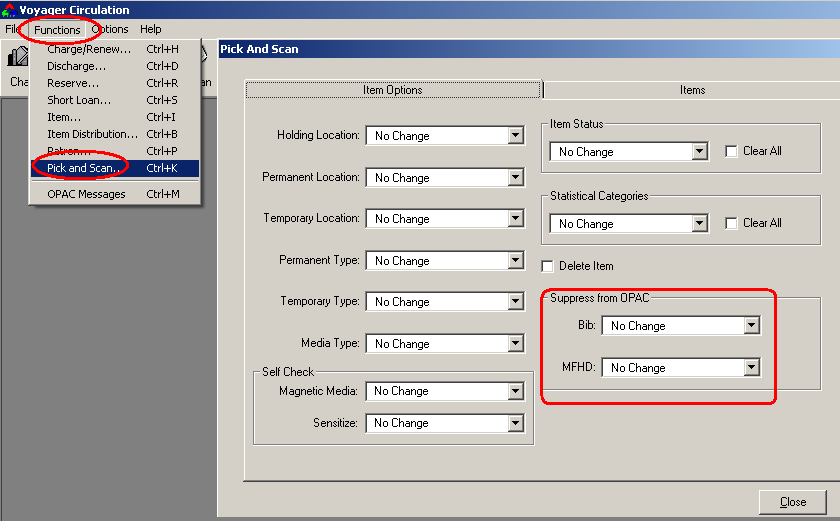 Voyager Circulation
File Functions Options Help
Charge/Renew... Ctrl+H
Discharge... Ctrl+D
Reserve... Ctrl+R
Short Loan... Ctrl+S
Item... Ctrl+I
Item Distribution... Ctrl+B
Patron... Ctrl+P
Pick and Scan... Ctrl+K
OPAC Messages Ctrl+M
Pick And Scan
Item Options Items
Holding Location: No Change
Permanent Location: No Change
Temporary Location: No Change
Permanent Type: No Change
Temporary Type: No Change
Media Type: No Change
Self Check
Magnetic Media: No Change
Sensitize: No Change
Item Status
No Change Clear All
Statistical Categories
No Change Clear All
Delete Item
Suppress from OPAC
Bib: No Change
MFHD: No Change
Close